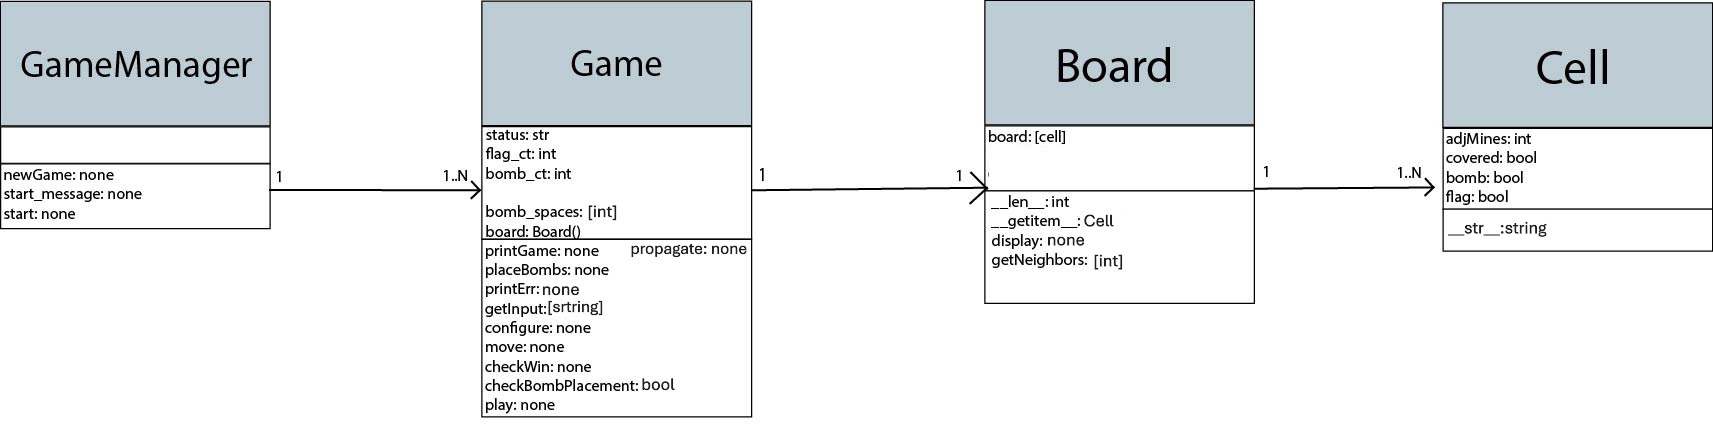 GameManager
newGame: none
start_message: none
start: none
1
1..N
Game
status: str
flag_ct: int
bomb_ct: int
bomb_spaces: [int]
board: Board()
printGame: none propagate: none
placeBombs: none
printErr: none
getInput:[srtring]
configure: none
move: none
checkWin: none
checkBombPlacement: bool
play: none
1
1
Board
board: [cell]
__len__: int
__getitem__: Cell
display: none
getNeighbors: [int]
1
1..N
Cell
adjMines: int
covered: bool
bomb: bool
flag: bool
__str__:string